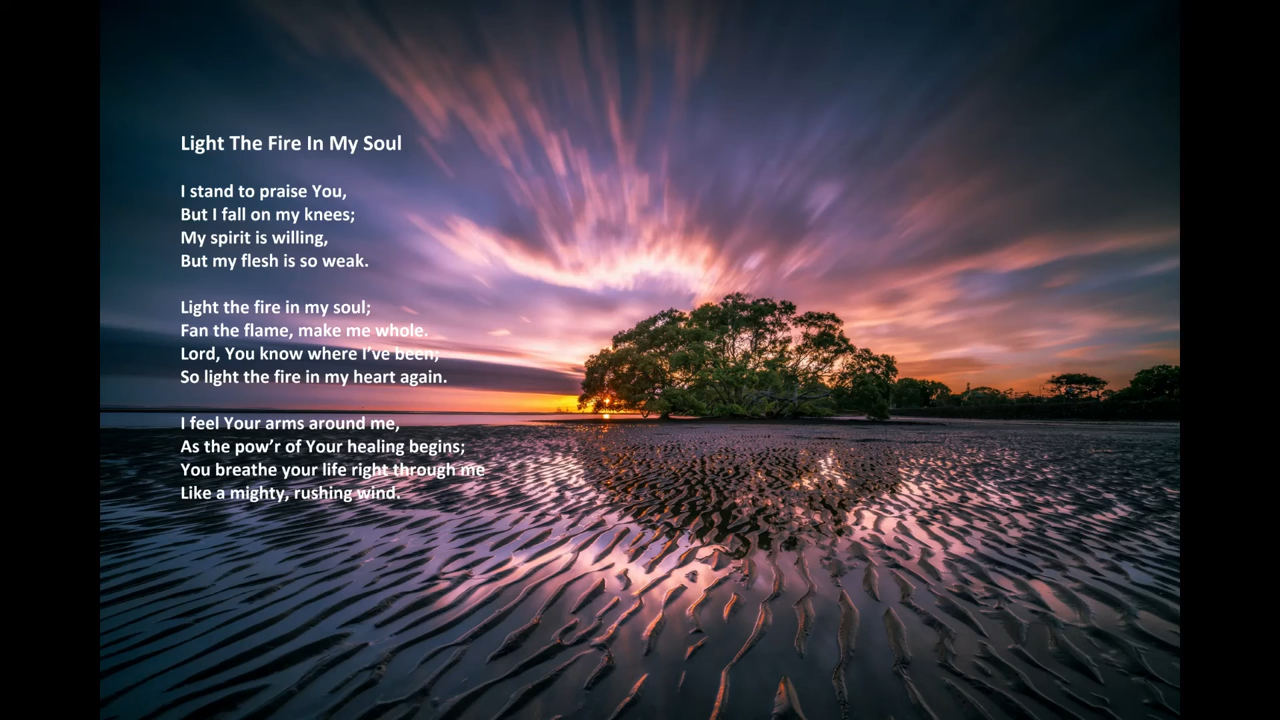 Light The Fire In My Soul
I stand to praise You,
But I fall on my knees;
My spirit is willing,
But my flesh is so weak.
Light the fire in my soul;
Fan the flame, make me whole.
Lord, You know where I’ve been,
So light the fire in my heart again.
I feel Your arms around me,
As the pow’r of Your healing begins;
You breathe your life right through me
Like a mighty, rushing wind.